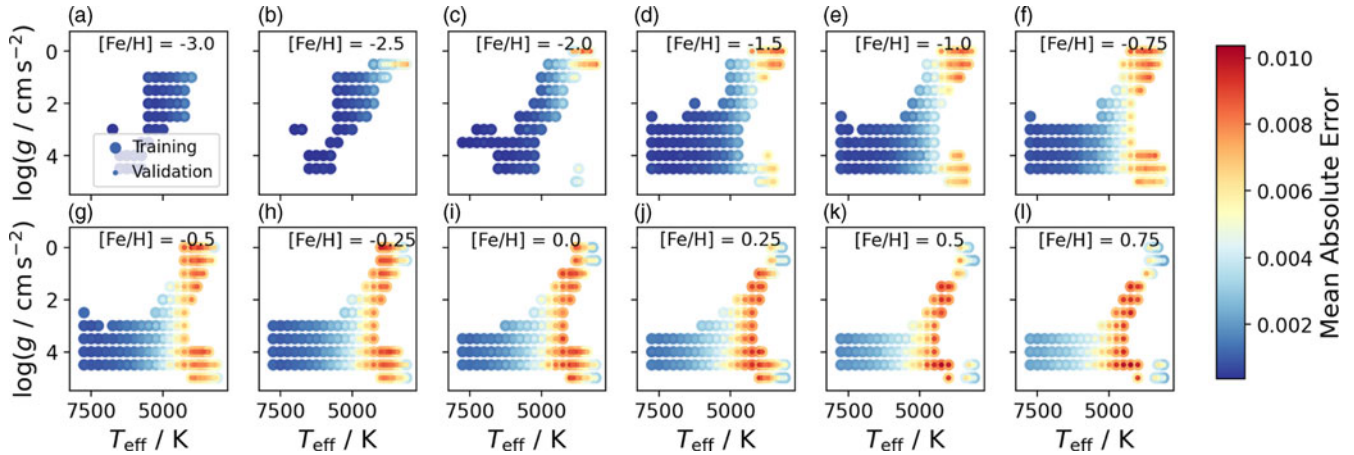 (a) (b) (c) (d) (e) (f)
[Fe/H] = -3.0 [Fe/H] = -2.5 [Fe/H] = -2.0 [Fe/H] = -1.5 [Fe/H] = -1.0 [Fe/H] = -0.75
0
2
4
log(g / cm s⁻²)
Training
Validation
(g) (h) (i) (j) (k) (l)
[Fe/H] = -0.5 [Fe/H] = -0.25 [Fe/H] = 0.0 [Fe/H] = 0.25 [Fe/H] = 0.5 [Fe/H] = 0.75
0
2
4
log(g / cm s⁻²)
7500 5000 7500 5000 7500 5000 7500 5000 7500 5000 7500 5000
T_eff / K T_eff / K T_eff / K T_eff / K T_eff / K T_eff / K
0.010
0.008
0.006
0.004
0.002
Mean Absolute Error